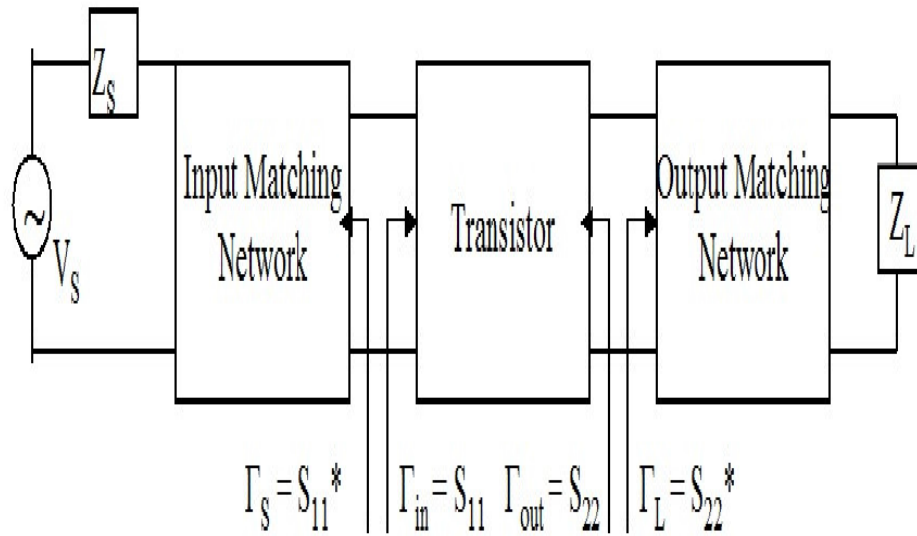 Z_S
V_S
Input Matching
Network
Transistor
Output Matching
Network
Z_L
Γ_S = S_11*
Γ_in = S_11
Γ_out = S_22
Γ_L = S_22*